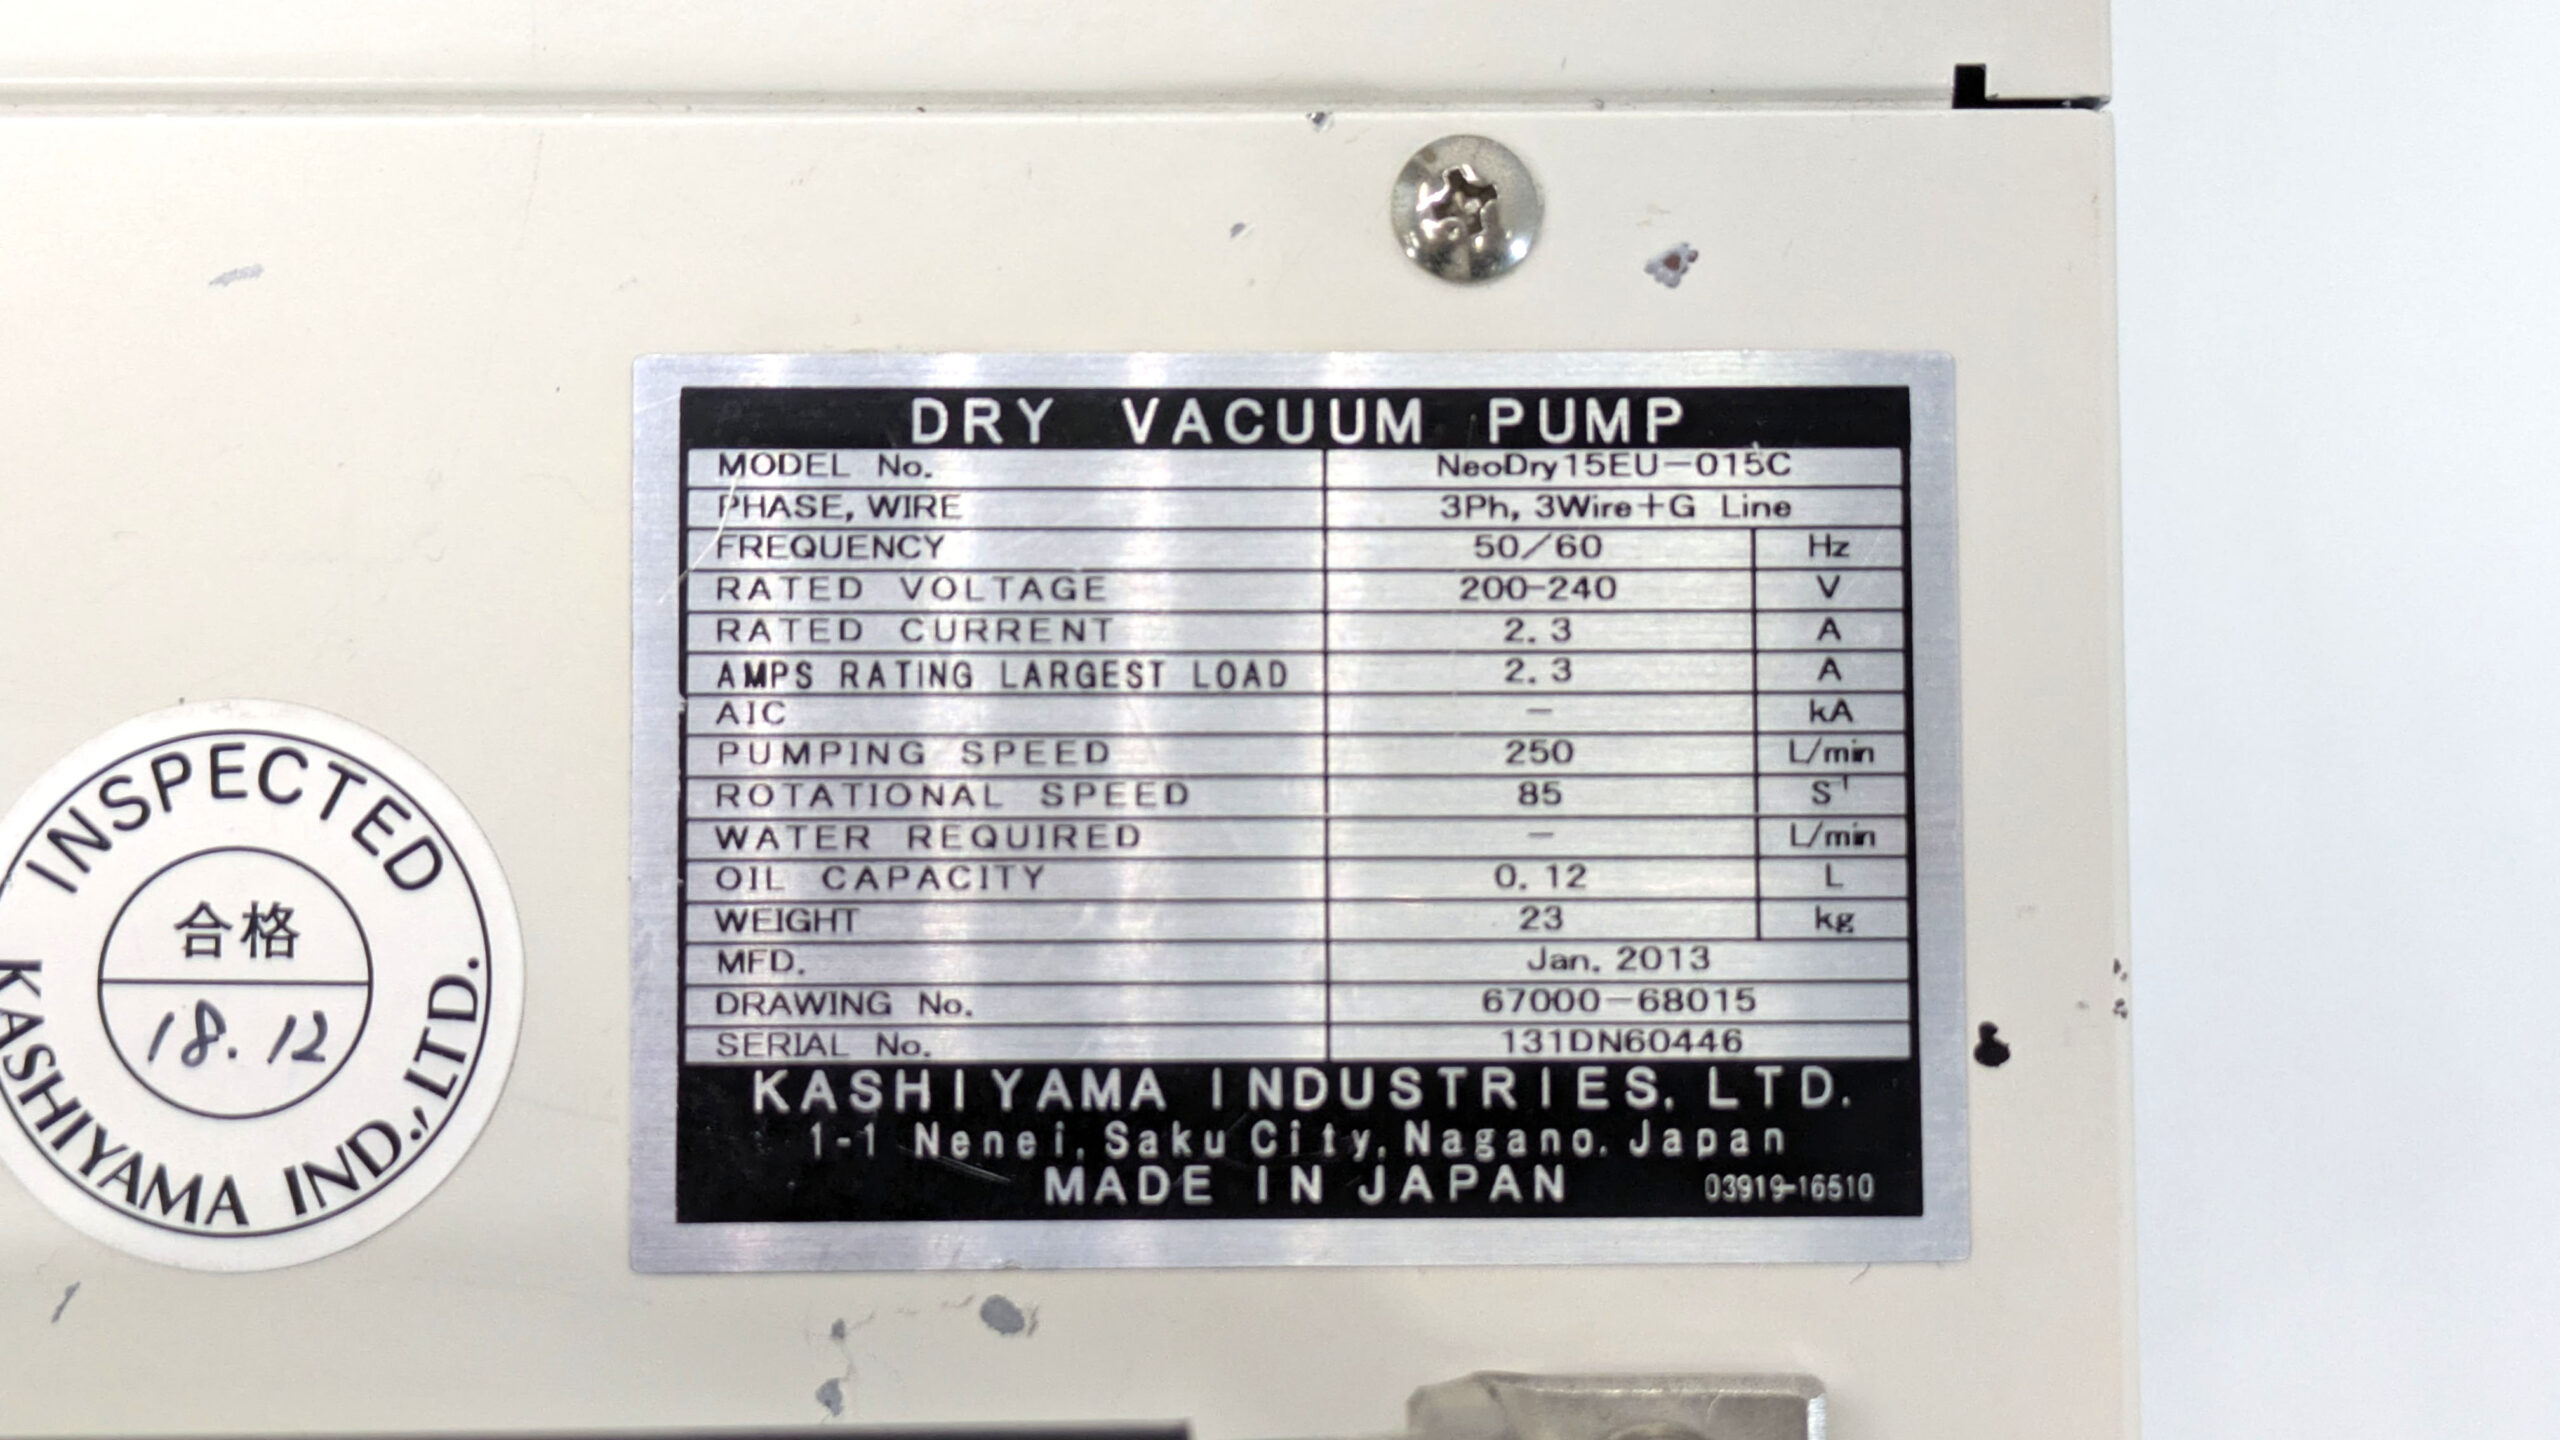 DRY VACUUM PUMP
MODEL No. NeoDry15EU-015C
PHASE, WIRE 3Ph, 3Wire+G Line
FREQUENCY 50/60 Hz
RATED VOLTAGE 200-240 V
RATED CURRENT 2.3 A
AMPS RATING LARGEST LOAD 2.3 A
AIC - kA
PUMPING SPEED 250 L/min
ROTATIONAL SPEED 85 S⁻¹
WATER REQUIRED - L/min
OIL CAPACITY 0.12 L
WEIGHT 23 kg
MFD. Jan. 2013
DRAWING No. 67000-68015
SERIAL No. 131DN60446
KASHIYAMA INDUSTRIES, LTD.
1-1 Nenei, Saku City, Nagano, Japan
MADE IN JAPAN 03919-16510
INSPECTED
合格
18.12
KASHIYAMA IND., LTD.